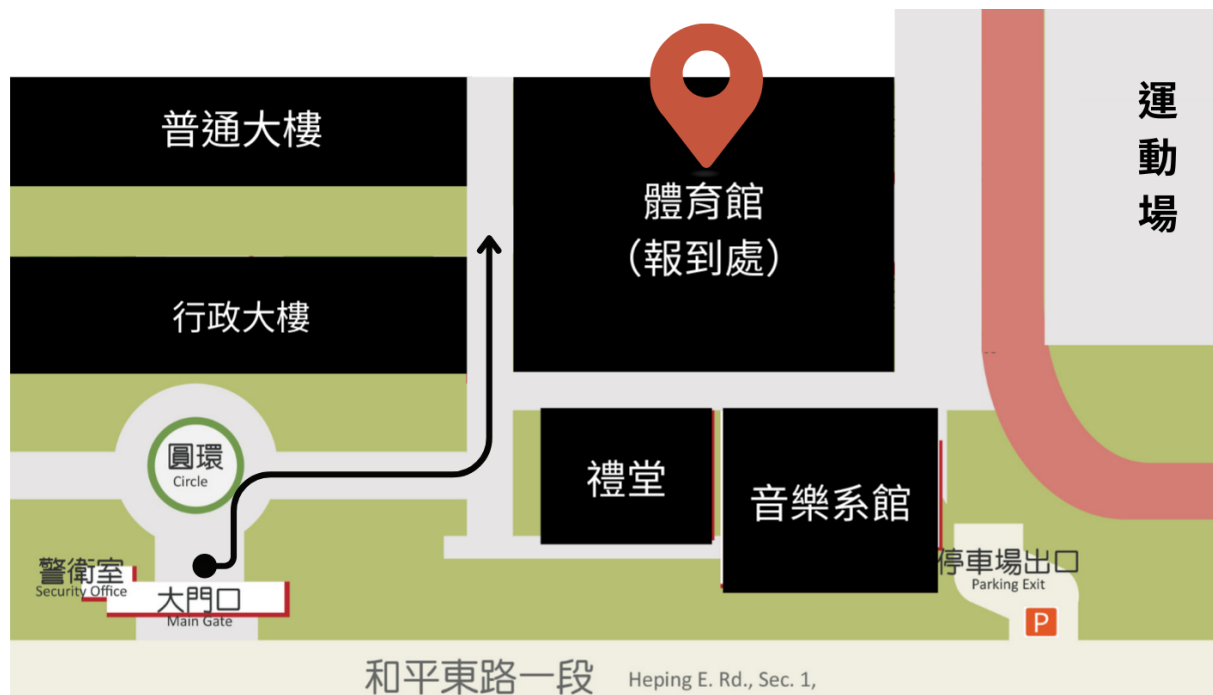 普通大樓
體育館
（報到處）
運動場
行政大樓
圓環
Circle
禮堂
音樂系館
警衛室
Security Office
大門口
Main Gate
停車場出口
Parking Exit
P
和平東路一段 Heping E. Rd., Sec. 1,